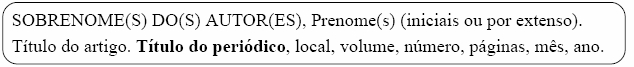 SOBRENOME(S) DO(S) AUTOR(ES), Prenome(s) (iniciais ou por extenso).
Título do artigo. Título do periódico, local, volume, número, páginas, mês, ano.